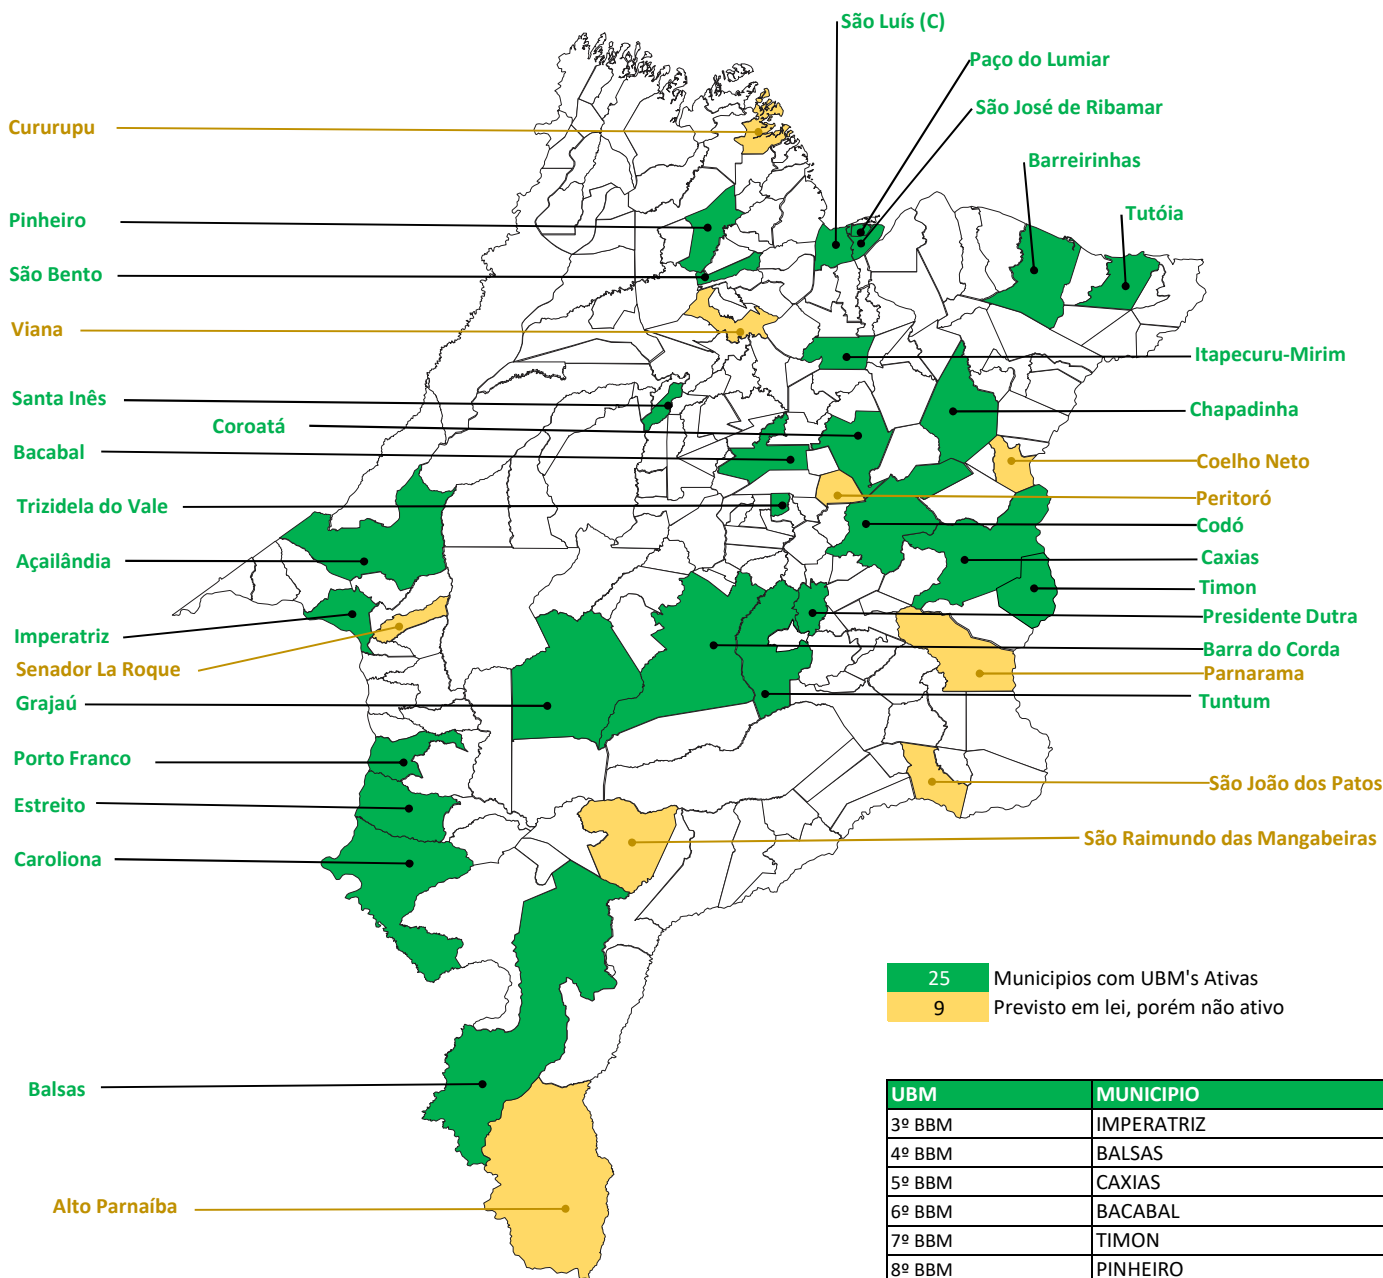 São Luís (C)
Paço do Lumiar
São José de Ribamar
Cururupu
Barreirinhas
Pinheiro
Tutóia
São Bento
Viana
Itapecuru-Mirim
Santa Inês
Chapadinha
Coroatá
Bacabal
Coelho Neto
Peritoró
Trizidela do Vale
Codó
Caxias
Açailândia
Timon
Presidente Dutra
Imperatriz
Barra do Corda
Senador La Roque
Parnarama
Grajaú
Tuntum
Porto Franco
São João dos Patos
Estreito
São Raimundo das Mangabeiras
Caroliona
25 Municipios com UBM's Ativas
9 Previsto em lei, porém não ativo
Balsas
Alto Parnaíba
UBM MUNICIPIO
3º BBM IMPERATRIZ
4º BBM BALSAS
5º BBM CAXIAS
6º BBM BACABAL
7º BBM TIMON
8º BBM PINHEIRO